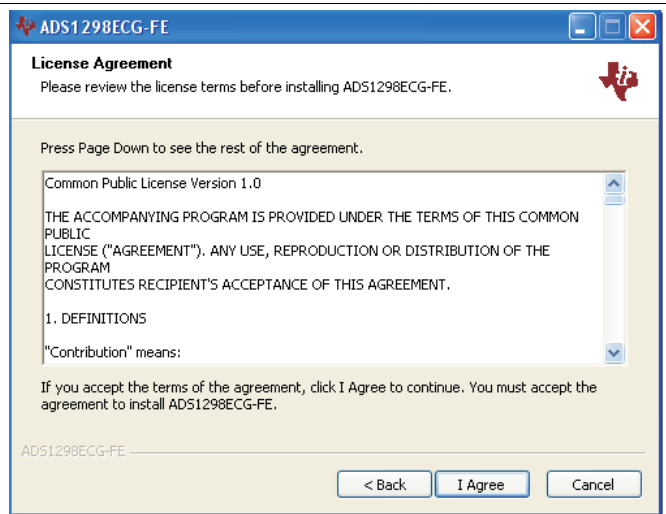 ADS1298ECG-FE
License Agreement
Please review the license terms before installing ADS1298ECG-FE.
Press Page Down to see the rest of the agreement.
Common Public License Version 1.0
THE ACCOMPANYING PROGRAM IS PROVIDED UNDER THE TERMS OF THIS COMMON
PUBLIC
LICENSE ("AGREEMENT"). ANY USE, REPRODUCTION OR DISTRIBUTION OF THE
PROGRAM
CONSTITUTES RECIPIENT'S ACCEPTANCE OF THIS AGREEMENT.
1. DEFINITIONS
"Contribution" means:
If you accept the terms of the agreement, click I Agree to continue. You must accept the
agreement to install ADS1298ECG-FE.
ADS1298ECG-FE
< Back
I Agree
Cancel